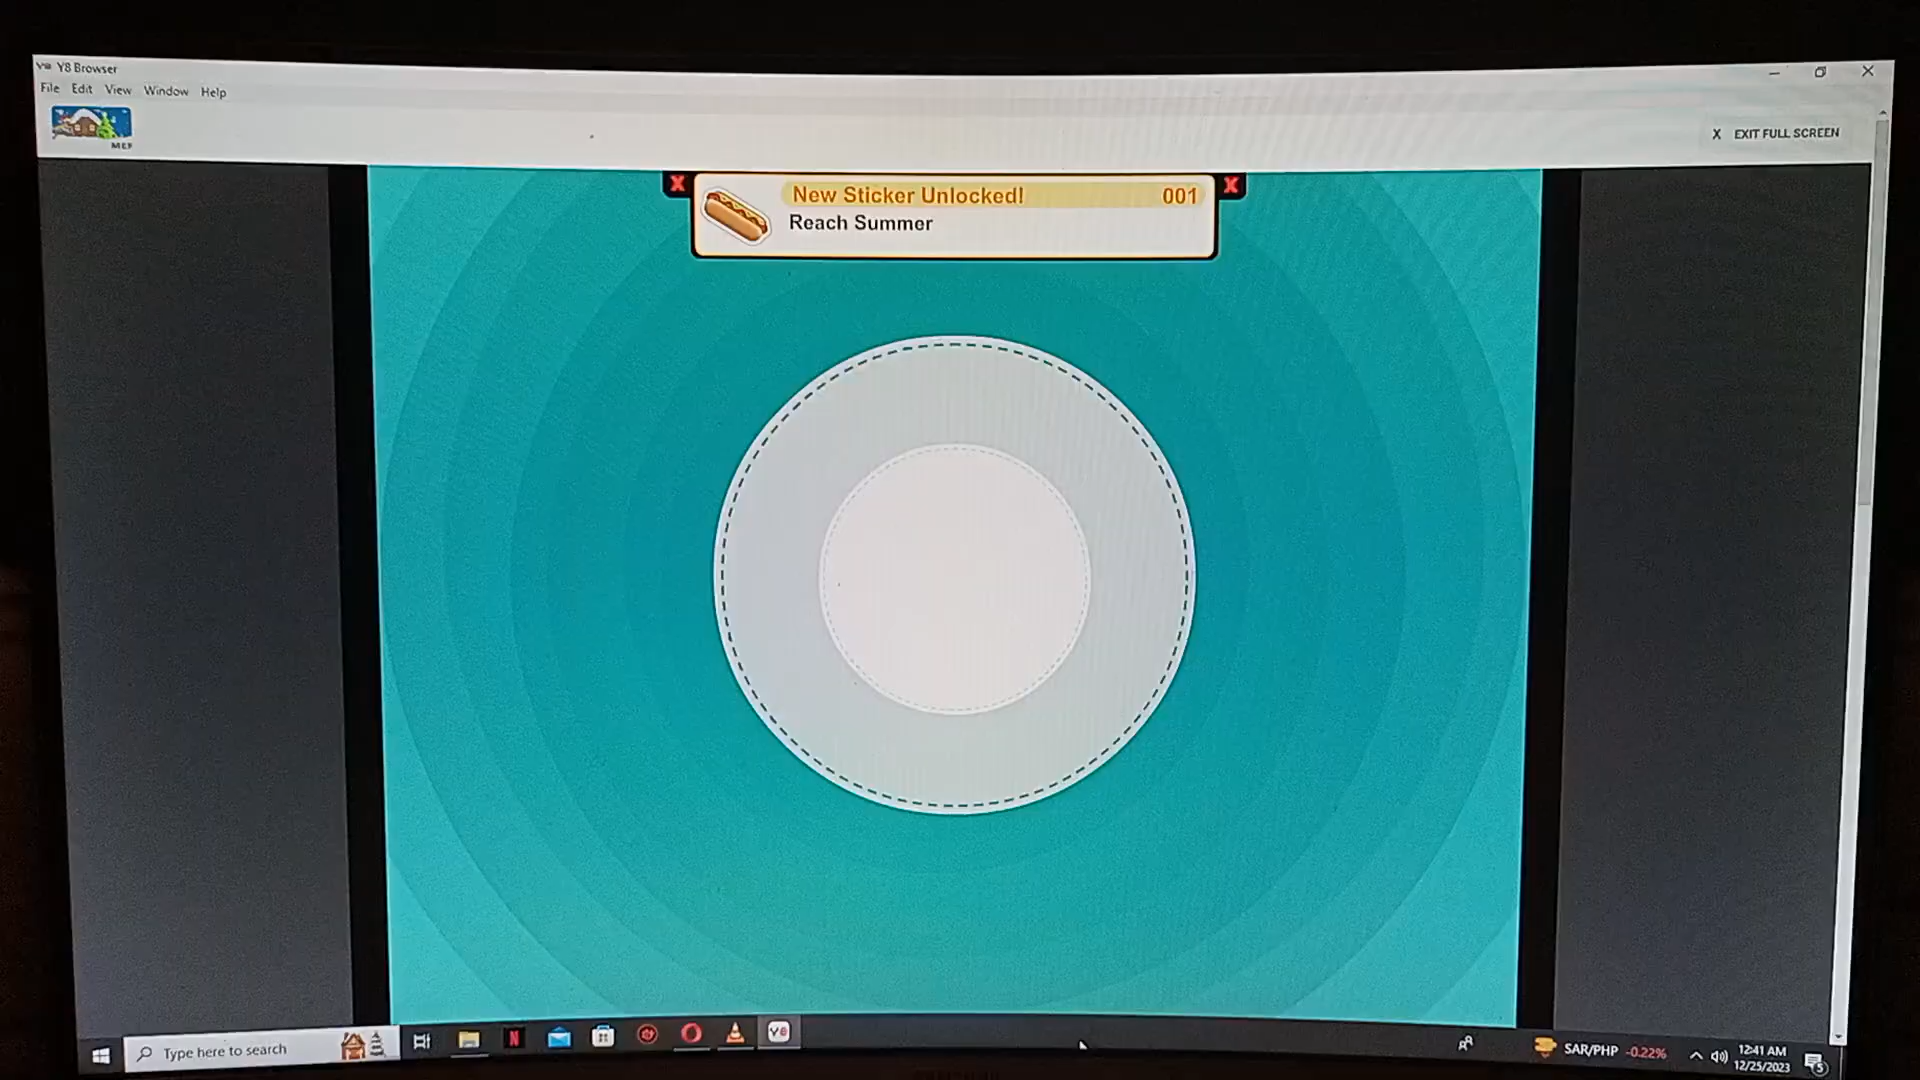 Y8 Browser
File Edit View Window Help
X EXIT FULL SCREEN
New Sticker Unlocked! 001
Reach Summer
Type here to search
SAR/PHP -0.22%
12:41 AM
12/25/2023
5